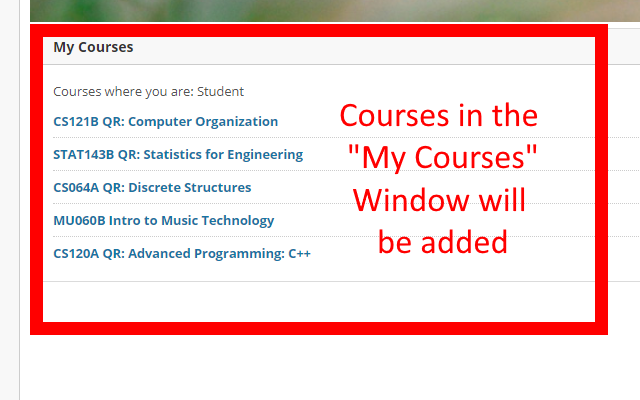 My Courses
Courses where you are: Student
CS121B QR: Computer Organization
STAT143B QR: Statistics for Engineering
CS064A QR: Discrete Structures
MU060B Intro to Music Technology
CS120A QR: Advanced Programming: C++
Courses in the
"My Courses"
Window will
be added